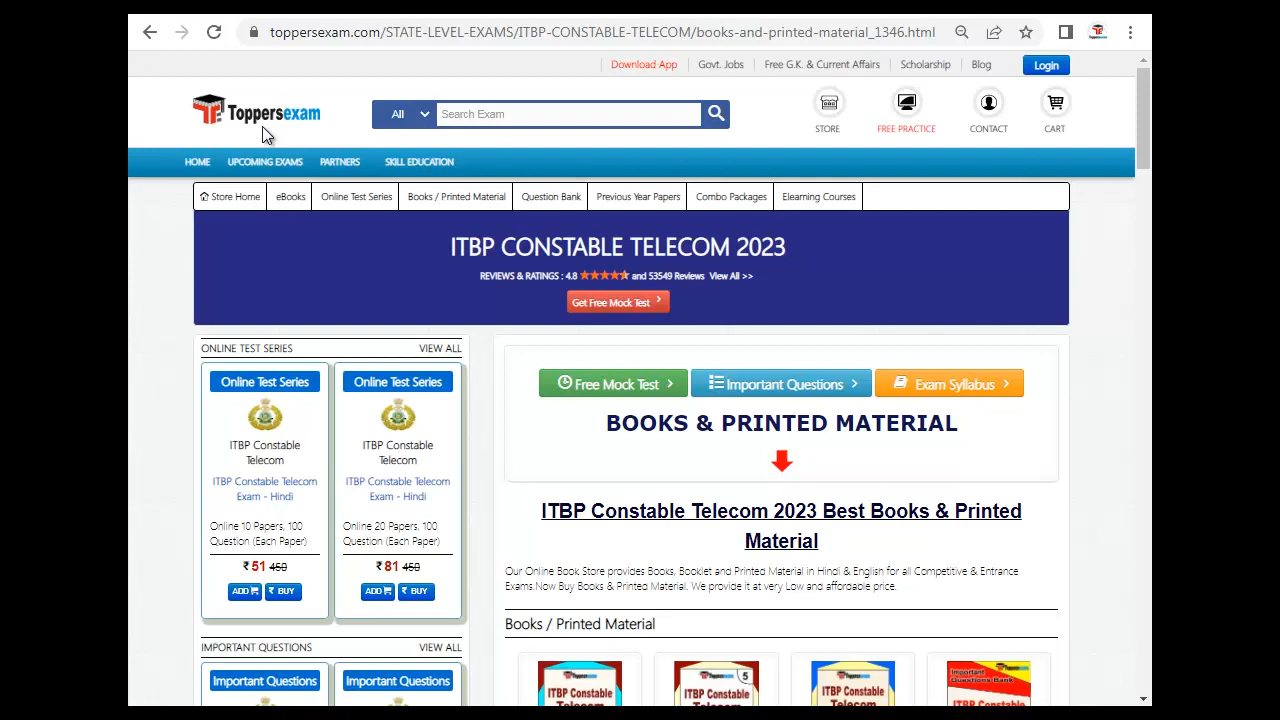 toppersexam.com/STATE-LEVEL-EXAMS/ITBP-CONSTABLE-TELECOM/books-and-printed-material_1346.html
Download App
Govt. Jobs
Free G.K. & Current Affairs
Scholarship
Blog
Login
Toppersexam
All
Search Exam
STORE
FREE PRACTICE
CONTACT
CART
HOME
UPCOMING EXAMS
PARTNERS
SKILL EDUCATION
Store Home
eBooks
Online Test Series
Books / Printed Material
Question Bank
Previous Year Papers
Combo Packages
Elearning Courses
ITBP CONSTABLE TELECOM 2023
REVIEWS & RATINGS : 4.8 and 53549 Reviews View All >>
Get Free Mock Test
ONLINE TEST SERIES
VIEW ALL
Online Test Series
ITBP Constable
Telecom
ITBP Constable Telecom
Exam - Hindi
Online 10 Papers, 100
Question (Each Paper)
₹ 51 450
ADD
₹ BUY
Online Test Series
ITBP Constable
Telecom
ITBP Constable Telecom
Exam - Hindi
Online 20 Papers, 100
Question (Each Paper)
₹ 81 450
ADD
₹ BUY
IMPORTANT QUESTIONS
VIEW ALL
Important Questions
Important Questions
Free Mock Test
Important Questions
Exam Syllabus
BOOKS & PRINTED MATERIAL
ITBP Constable Telecom 2023 Best Books & Printed
Material
Our Online Book Store provides Books, Booklet and Printed Material in Hindi & English for all Competitive & Entrance
Exams.Now Buy Books & Printed Material. We provide it at very Low and affordable price.
Books / Printed Material
Toppersexam
ITBP Constable
Toppersexam
5
ITBP Constable
Toppersexam
ITBP Constable
Toppersexam
Important
Questions Bank